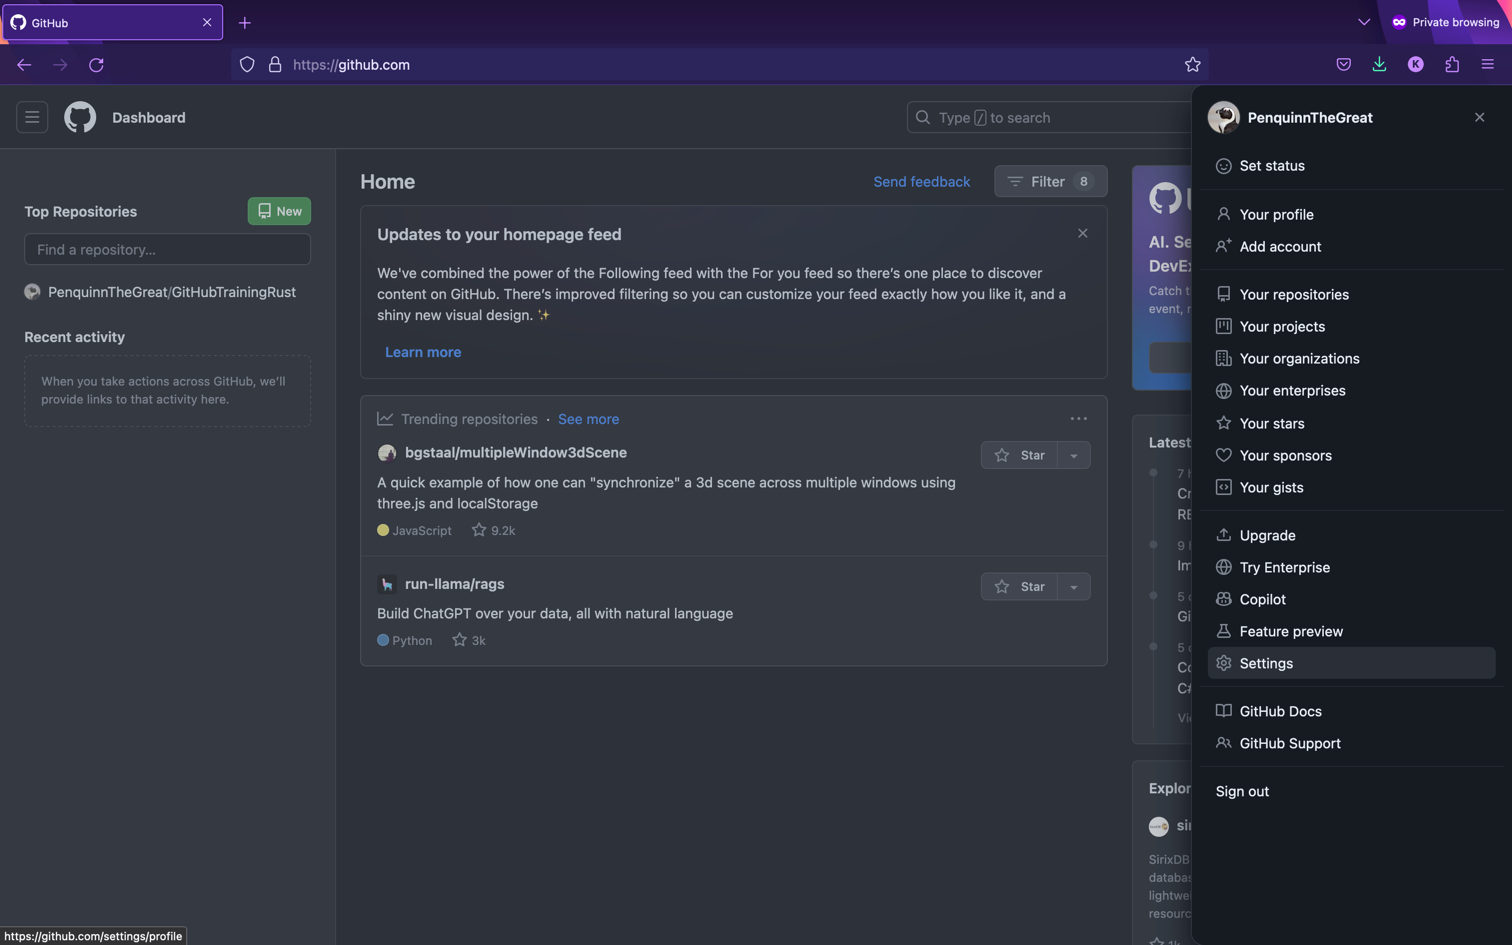 GitHub
Private browsing
https://github.com
K
Dashboard
Type / to search
PenquinnTheGreat
Set status
Your profile
Add account
Your repositories
Your projects
Your organizations
Your enterprises
Your stars
Your sponsors
Your gists
Upgrade
Try Enterprise
Copilot
Feature preview
Settings
GitHub Docs
GitHub Support
Sign out
Top Repositories
New
Find a repository...
PenquinnTheGreat/GitHubTrainingRust
Recent activity
When you take actions across GitHub, we'll
provide links to that activity here.
Home
Send feedback
Filter 8
Updates to your homepage feed
We've combined the power of the Following feed with the For you feed so there's one place to discover
content on GitHub. There's improved filtering so you can customize your feed exactly how you like it, and a
shiny new visual design. ✨
Learn more
Trending repositories · See more
bgstaal/multipleWindow3dScene
Star
A quick example of how one can "synchronize" a 3d scene across multiple windows using
three.js and localStorage
JavaScript 9.2k
run-llama/rags
Star
Build ChatGPT over your data, all with natural language
Python 3k
AI. Se
DevEx
Catch t
event, r
Latest
7 h
Cr
RE
9 h
Im
5 d
Gi
5 d
Co
C#
Vi
Explor
sir
SirixDB
databas
lightwei
resourc
1k
https://github.com/settings/profile